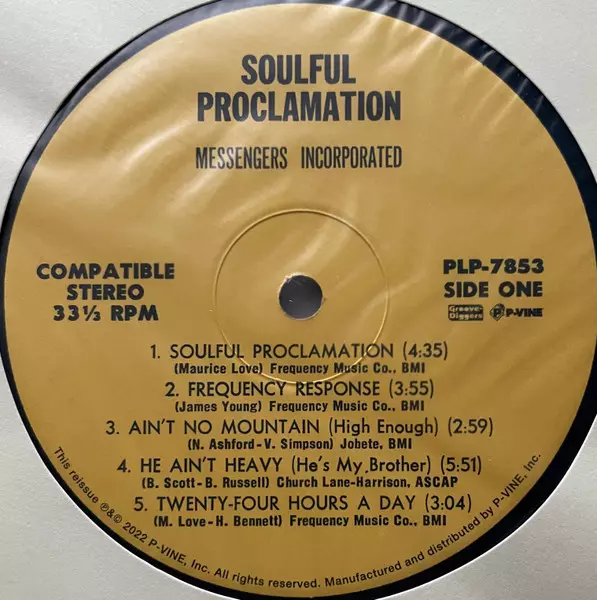 SOULFUL
PROCLAMATION
MESSENGERS INCORPORATED
COMPATIBLE
STEREO
33⅓ RPM
PLP-7853
SIDE ONE
Groove-
Diggers
P-VINE
1. SOULFUL PROCLAMATION (4:35)
(Maurice Love) Frequency Music Co., BMI
2. FREQUENCY RESPONSE (3:55)
(James Young) Frequency Music Co., BMI
3. AIN'T NO MOUNTAIN (High Enough) (2:59)
(N. Ashford-V. Simpson) Jobete, BMI
4. HE AIN'T HEAVY (He's My Brother) (5:51)
(B. Scott-B. Russell) Church Lane-Harrison, ASCAP
5. TWENTY-FOUR HOURS A DAY (3:04)
(M. Love-H. Bennett) Frequency Music Co., BMI
This reissue ℗&© 2022 P-VINE, Inc. All rights reserved. Manufactured and distributed by P-VINE, Inc.